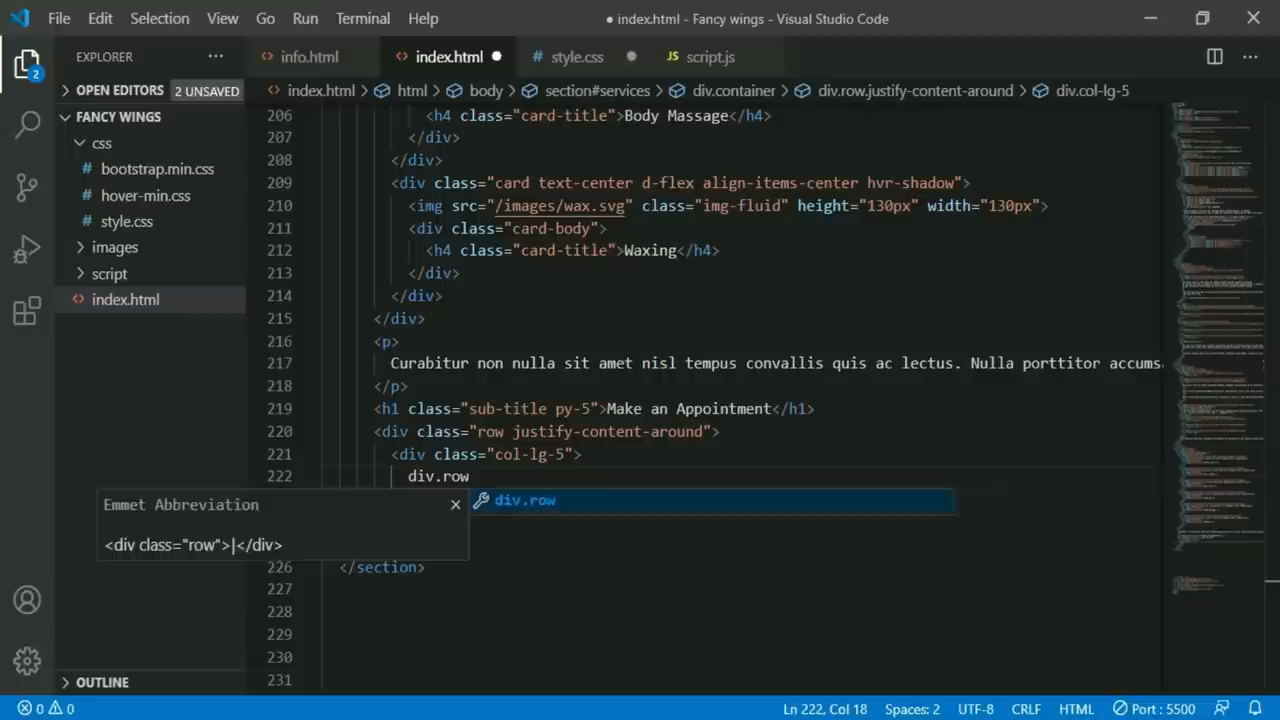 File Edit Selection View Go Run Terminal Help ● index.html - Fancy wings - Visual Studio Code
EXPLORER ··· <> info.html <> index.html ● # style.css ● JS script.js ···
2
OPEN EDITORS 2 UNSAVED
index.html > html > body > section#services > div.container > div.row.justify-content-around > div.col-lg-5
FANCY WINGS
css
# bootstrap.min.css
# hover-min.css
# style.css
images
script
<> index.html
206 <h4 class="card-title">Body Massage</h4>
207 </div>
208 </div>
209 <div class="card text-center d-flex align-items-center hvr-shadow">
210 <img src="/images/wax.svg" class="img-fluid" height="130px" width="130px">
211 <div class="card-body">
212 <h4 class="card-title">Waxing</h4>
213 </div>
214 </div>
215 </div>
216 <p>
217 Curabitur non nulla sit amet nisl tempus convallis quis ac lectus. Nulla porttitor accums
218 </p>
219 <h1 class="sub-title py-5">Make an Appointment</h1>
220 <div class="row justify-content-around">
221 <div class="col-lg-5">
222 div.row
Emmet Abbreviation ×
div.row
<div class="row">|</div>
226 </section>
227
228
229
230
231
OUTLINE
0 0 Ln 222, Col 18 Spaces: 2 UTF-8 CRLF HTML Port : 5500